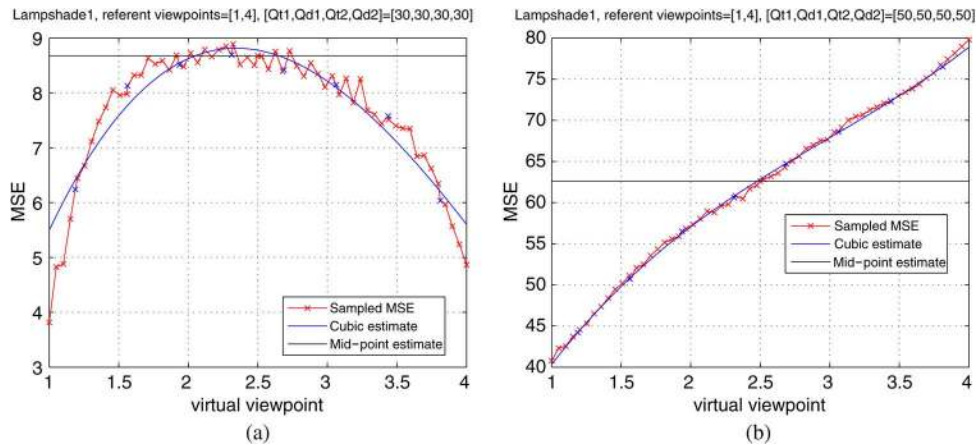 Lampshade1, referent viewpoints=[1,4], [Qt1,Qd1,Qt2,Qd2]=[30,30,30,30]
9
8
7
6
5
4
3
MSE
Sampled MSE
Cubic estimate
Mid-point estimate
1 1.5 2 2.5 3 3.5 4
virtual viewpoint
(a)
Lampshade1, referent viewpoints=[1,4], [Qt1,Qd1,Qt2,Qd2]=[50,50,50,50]
80
75
70
65
60
55
50
45
40
MSE
Sampled MSE
Cubic estimate
Mid-point estimate
1 1.5 2 2.5 3 3.5 4
virtual viewpoint
(b)